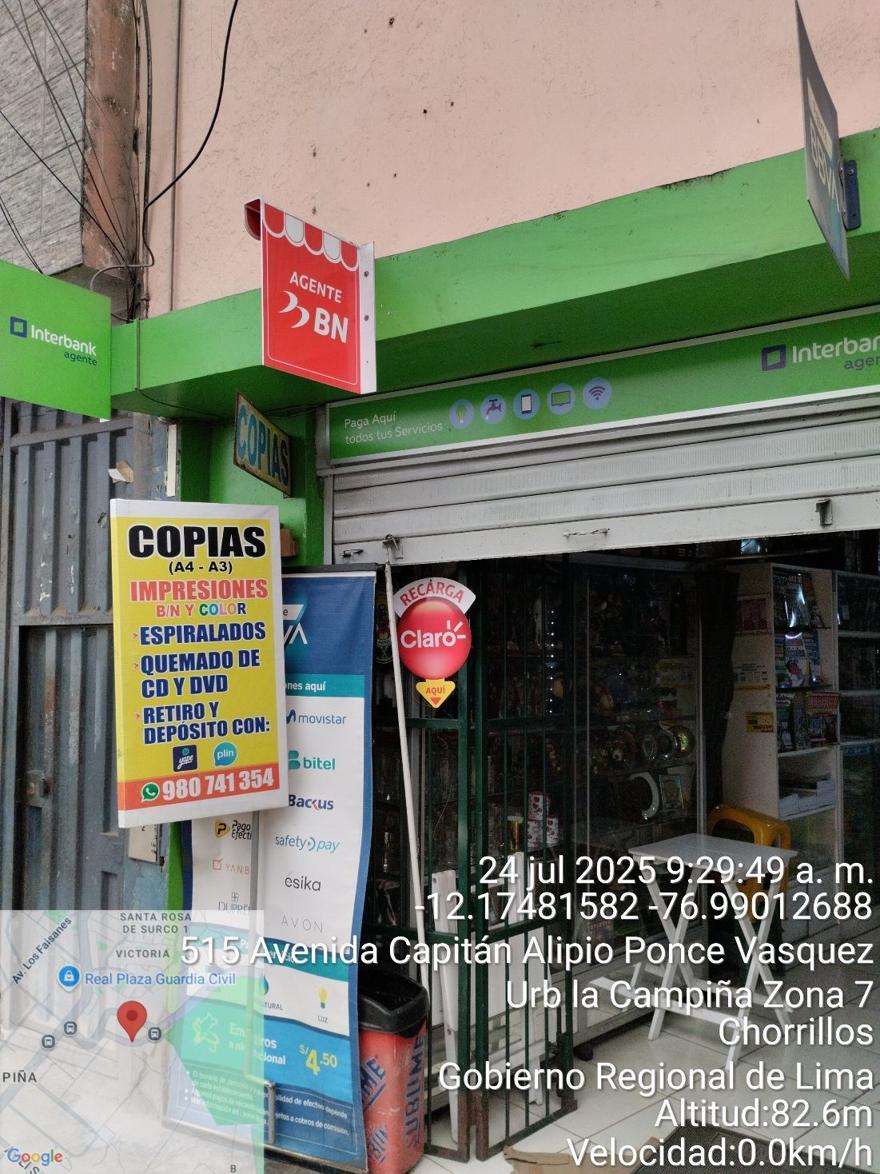 BBVA
AGENTE
BN
Interbank
agente
Paga Aquí
todos tus Servicios
COPIAS
COPIAS
(A4 - A3)
IMPRESIONES
B/N Y COLOR
ESPIRALADOS
QUEMADO DE
CD Y DVD
RETIRO Y
DEPÓSITO CON:
yape
plin
980 741 354
RECARGA
Claro
AQUÍ
movistar
bitel
Backus
safetypay
ésika
AVON
LUZ
S/4.50
SUBLIME
24 jul 2025 9:29:49 a. m.
-12.17481582 -76.99012688
515 Avenida Capitán Alipio Ponce Vasquez
Urb la Campiña Zona 7
Chorrillos
Gobierno Regional de Lima
Altitud:82.6m
Velocidad:0.0km/h
SANTA ROSA
DE SURCO 1
VICTORIA
Av. Los Faisanes
Real Plaza Guardia Civil
PIÑA
Google